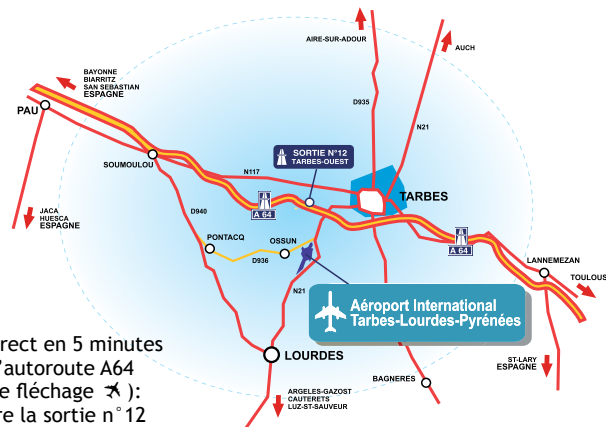 AIRE-SUR-ADOUR
AUCH
BAYONNE
BIARRITZ
SAN SEBASTIAN
ESPAGNE
PAU
D935
N21
SORTIE N°12
TARBES-OUEST
SOUMOULOU
N117
TARBES
A 64
JACA
HUESCA
ESPAGNE
D940
PONTACQ
OSSUN
D936
A 64
LANNEMEZAN
TOULOUS
N21
Aéroport International
Tarbes-Lourdes-Pyrénées
LOURDES
ST-LARY
ESPAGNE
BAGNERES
ARGELES-GAZOST
CAUTERETS
LUZ-ST-SAUVEUR
rect en 5 minutes
'autoroute A64
e fléchage ✈ ):
re la sortie n°12